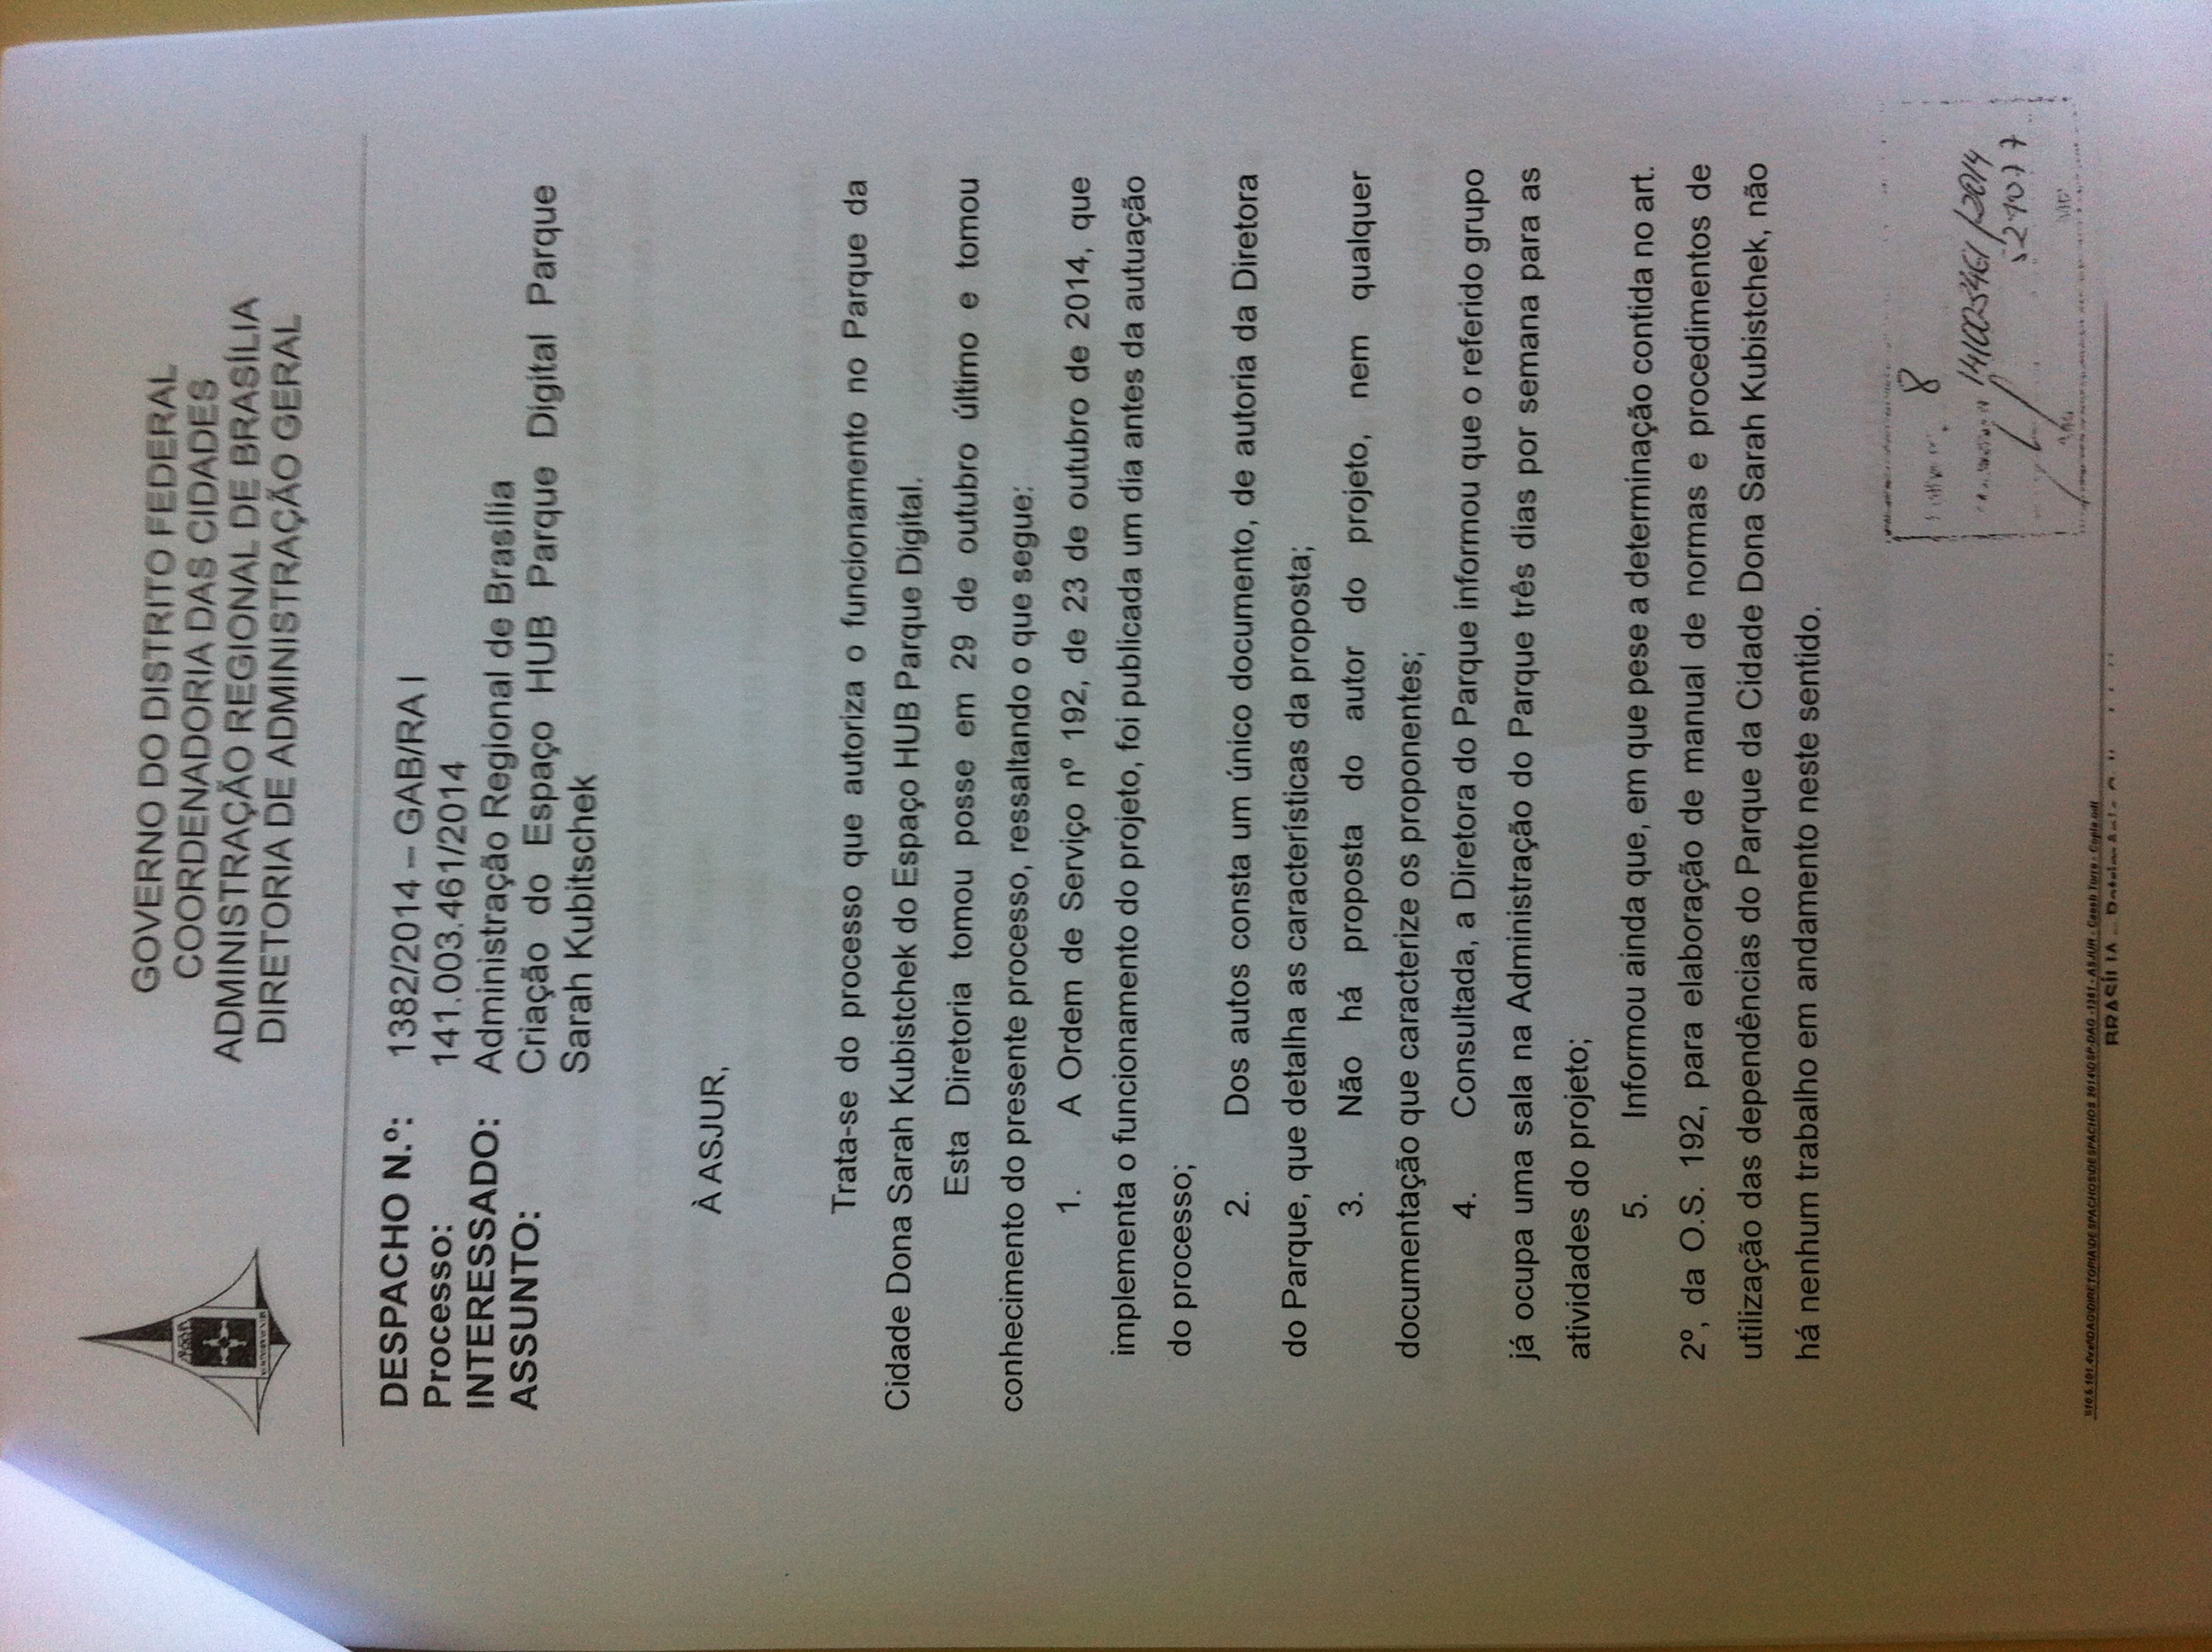 GOVERNO DO DISTRITO FEDERAL
COORDENADORIA DAS CIDADES
ADMINISTRAÇÃO REGIONAL DE BRASÍLIA
DIRETORIA DE ADMINISTRAÇÃO GERAL
DESPACHO N.º: 1382/2014 – GAB/RA I
Processo: 141.003.461/2014
INTERESSADO: Administração Regional de Brasília
ASSUNTO: Criação do Espaço HUB Parque Digital Parque
Sarah Kubitschek
À ASJUR,
Trata-se do processo que autoriza o funcionamento no Parque da
Cidade Dona Sarah Kubistchek do Espaço HUB Parque Digital.
Esta Diretoria tomou posse em 29 de outubro último e tomou
conhecimento do presente processo, ressaltando o que segue:
1. A Ordem de Serviço nº 192, de 23 de outubro de 2014, que
implementa o funcionamento do projeto, foi publicada um dia antes da autuação
do processo;
2. Dos autos consta um único documento, de autoria da Diretora
do Parque, que detalha as características da proposta;
3. Não há proposta do autor do projeto, nem qualquer
documentação que caracterize os proponentes;
4. Consultada, a Diretora do Parque informou que o referido grupo
já ocupa uma sala na Administração do Parque três dias por semana para as
atividades do projeto;
5. Informou ainda que, em que pese a determinação contida no art.
2º, da O.S. 192, para elaboração de manual de normas e procedimentos de
utilização das dependências do Parque da Cidade Dona Sarah Kubistchek, não
há nenhum trabalho em andamento neste sentido.
8
141003461/2014
BRASÍLIA